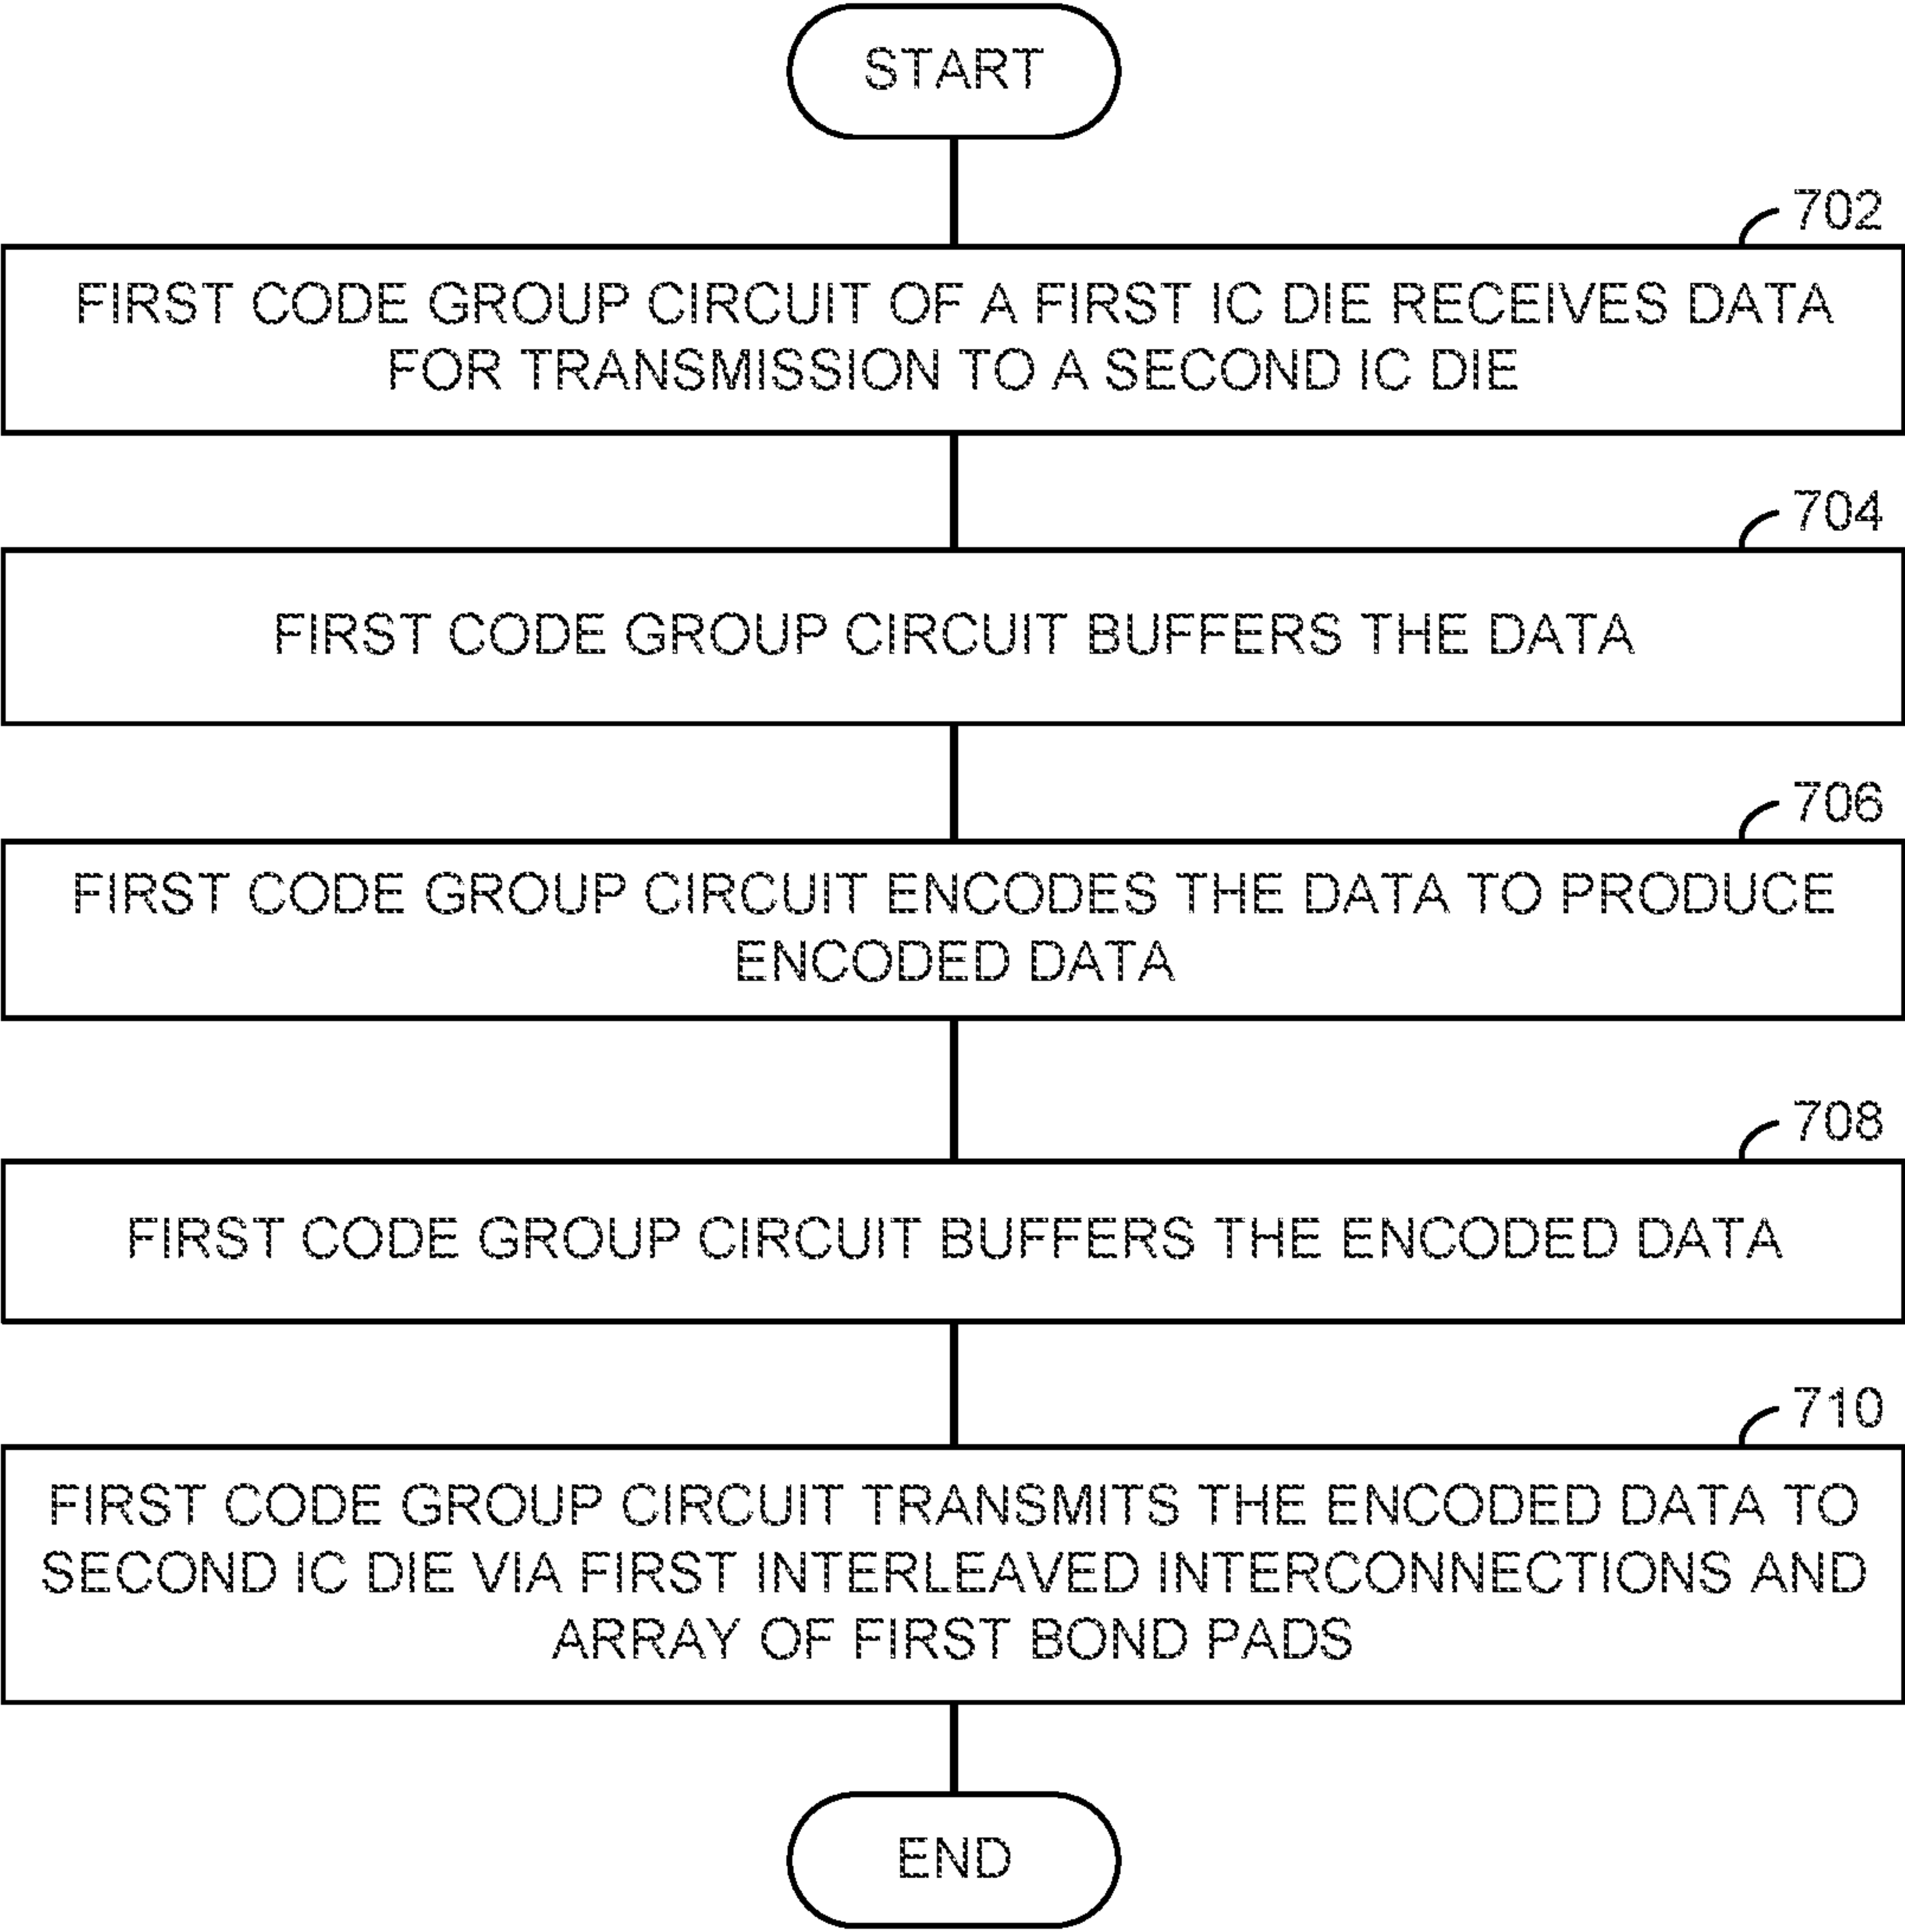 START
702
FIRST CODE GROUP CIRCUIT OF A FIRST IC DIE RECEIVES DATA
FOR TRANSMISSION TO A SECOND IC DIE
704
FIRST CODE GROUP CIRCUIT BUFFERS THE DATA
706
FIRST CODE GROUP CIRCUIT ENCODES THE DATA TO PRODUCE
ENCODED DATA
708
FIRST CODE GROUP CIRCUIT BUFFERS THE ENCODED DATA
710
FIRST CODE GROUP CIRCUIT TRANSMITS THE ENCODED DATA TO
SECOND IC DIE VIA FIRST INTERLEAVED INTERCONNECTIONS AND
ARRAY OF FIRST BOND PADS
END